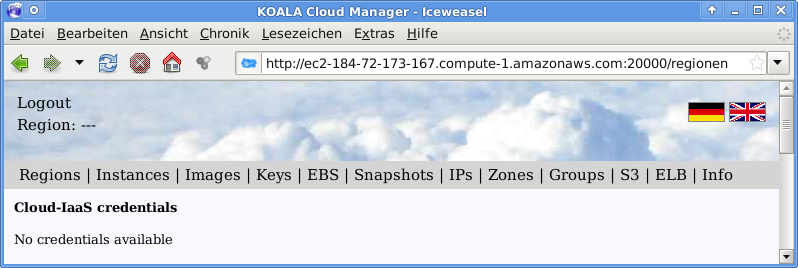 KOALA Cloud Manager - Iceweasel
Datei Bearbeiten Ansicht Chronik Lesezeichen Extras Hilfe
http://ec2-184-72-173-167.compute-1.amazonaws.com:20000/regionen
Logout
Region: ---
Regions | Instances | Images | Keys | EBS | Snapshots | IPs | Zones | Groups | S3 | ELB | Info
Cloud-IaaS credentials
No credentials available